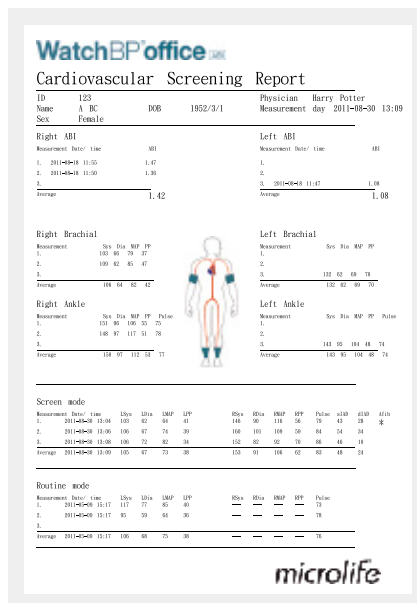 WatchBP office ABI
Cardiovascular Screening Report
ID 123 Physician Harry Potter
Name A BC DOB 1952/3/1 Measurement day 2011-08-30 13:09
Sex Female
Right ABI Left ABI
Measurement Date/ time ABI Measurement Date/ time ABI
1. 2011-08-18 11:55 1.47 1.
2. 2011-08-18 11:50 1.36 2.
3. 3. 2011-08-18 11:47 1.08
Average 1.42 Average 1.08
Right Brachial Left Brachial
Measurement Sys Dia MAP PP Measurement Sys Dia MAP PP
1. 103 66 79 37 1.
2. 109 62 85 47 2.
3. 3. 132 62 69 70
Average 106 64 82 42 Average 132 62 69 70
Right Ankle Left Ankle
Measurement Sys Dia MAP PP Pulse Measurement Sys Dia MAP PP Pulse
1. 151 96 106 55 75 1.
2. 148 97 117 51 78 2.
3. 3. 143 95 104 48 74
Average 150 97 112 53 77 Average 143 95 104 48 74
Screen mode
Measurement Date/ time LSys LDia LMAP LPP RSys RDia RMAP RPP Pulse sIAD dIAD Afib
1. 2011-08-30 13:04 103 62 64 41 146 90 116 56 79 43 28 *
2. 2011-08-30 13:06 106 67 74 39 160 101 109 59 84 54 34
3. 2011-08-30 13:08 106 72 82 34 152 82 92 70 86 46 10
Average 2011-08-30 13:09 105 67 73 38 153 91 106 62 83 48 24
Routine mode
Measurement Date/ time LSys LDia LMAP LPP RSys RDia RMAP RPP Pulse
1. 2011-05-09 15:17 117 77 85 40 — — — — 73
2. 2011-05-09 15:17 95 59 64 36 — — — — 78
3.
Average 2011-05-09 15:17 106 68 75 38 — — — — 76
microlife